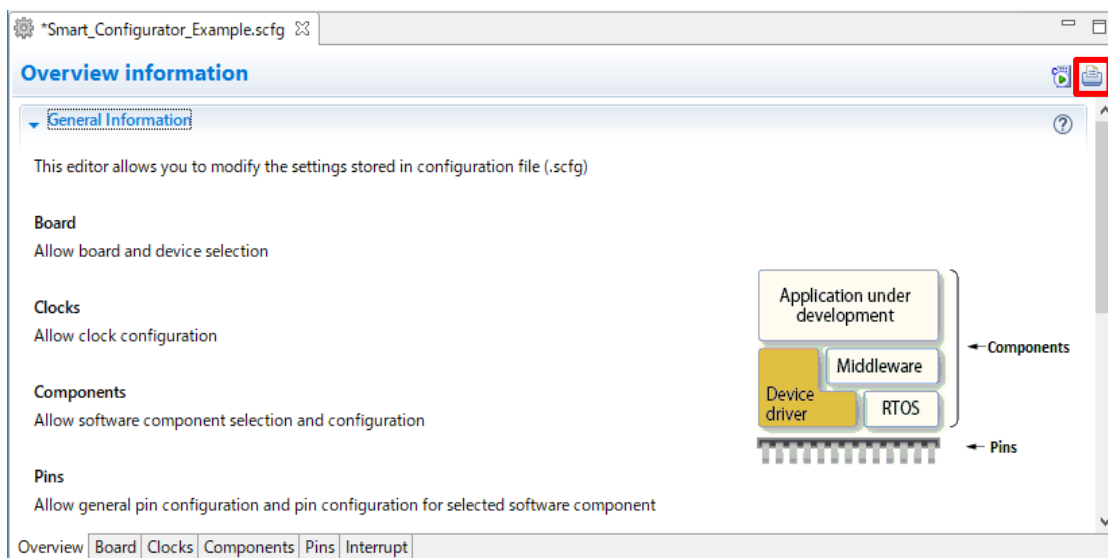 *Smart_Configurator_Example.scfg
Overview information
General Information
This editor allows you to modify the settings stored in configuration file (.scfg)
Board
Allow board and device selection
Clocks
Allow clock configuration
Components
Allow software component selection and configuration
Pins
Allow general pin configuration and pin configuration for selected software component
Application under
development
Middleware
Device
driver
RTOS
Components
Pins
Overview Board Clocks Components Pins Interrupt